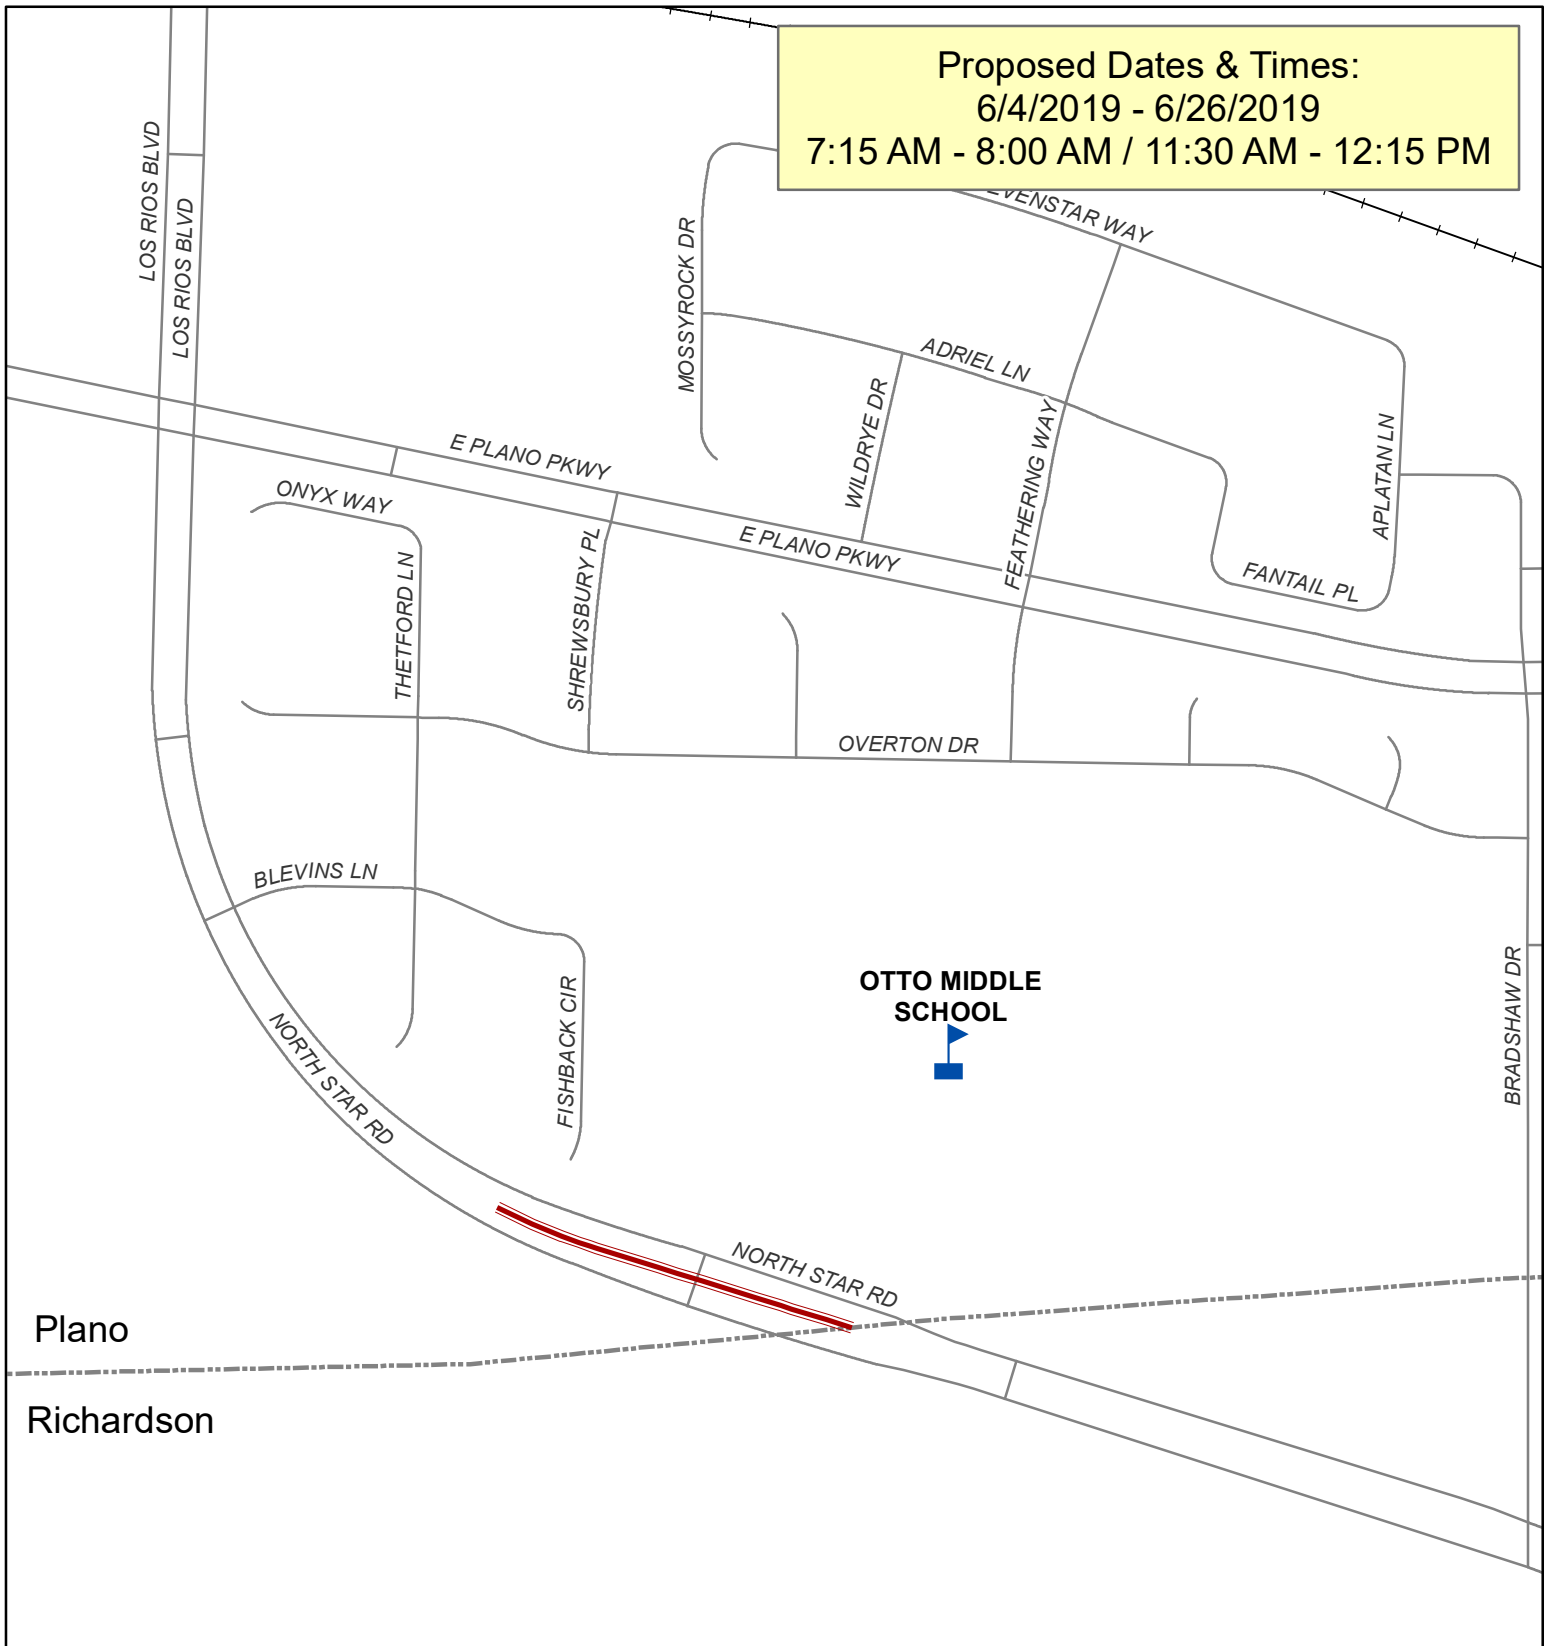 Proposed Dates & Times:
6/4/2019 - 6/26/2019
7:15 AM - 8:00 AM / 11:30 AM - 12:15 PM
LOS RIOS BLVD
LOS RIOS BLVD
MOSSYROCK DR
EVENSTAR WAY
ADRIEL LN
WILDRYE DR
FEATHERING WAY
APLATAN LN
E PLANO PKWY
ONYX WAY
E PLANO PKWY
FANTAIL PL
THETFORD LN
SHREWSBURY PL
OVERTON DR
BLEVINS LN
OTTO MIDDLE
SCHOOL
BRADSHAW DR
FISHBACK CIR
NORTH STAR RD
NORTH STAR RD
Plano
Richardson